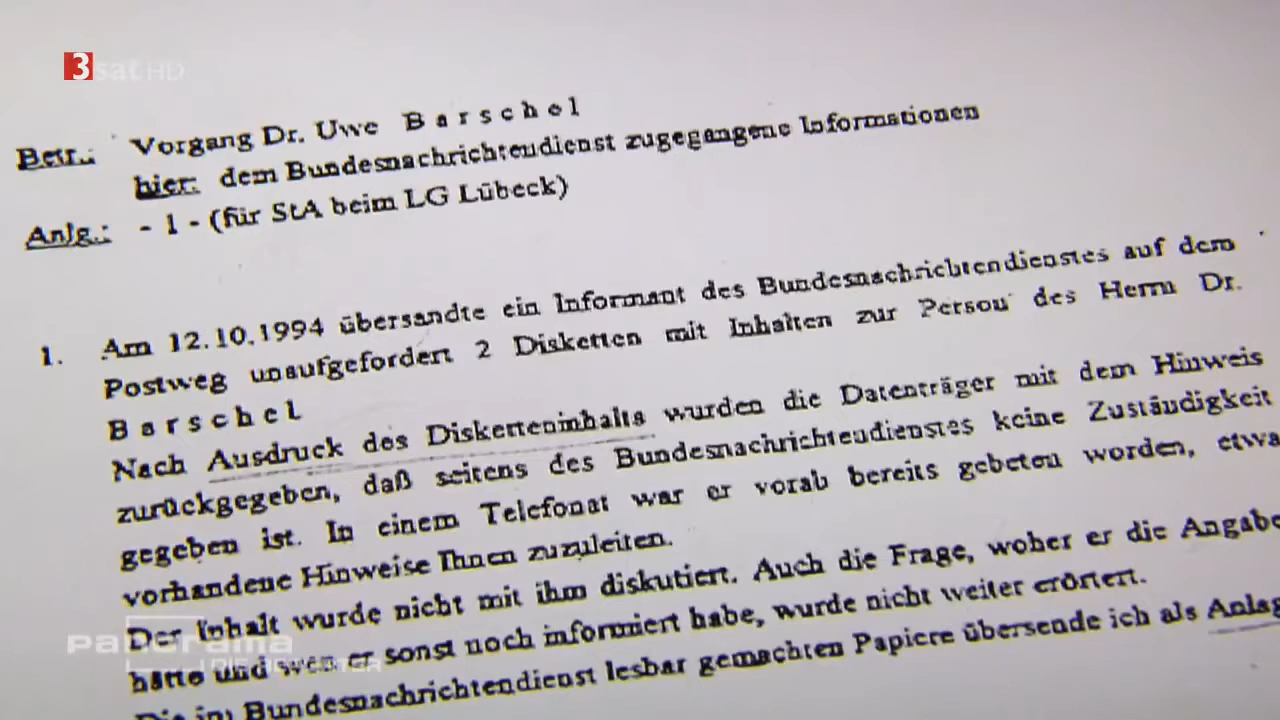 3sat HD
Betr.: Vorgang Dr. Uwe B a r s c h e l
hier: dem Bundesnachrichtendienst zugegangene Informationen
Anlg.: - 1 - (für StA beim LG Lübeck)
1. Am 12.10.1994 übersandte ein Informant des Bundesnachrichtendienstes auf dem
Postweg unaufgefordert 2 Disketten mit Inhalten zur Person des Herrn Dr.
B a r s c h e l
Nach Ausdruck des Disketteninhalts wurden die Datenträger mit dem Hinweis
zurückgegeben, daß seitens des Bundesnachrichtendienstes keine Zuständigkeit
gegeben ist. In einem Telefonat war er vorab bereits gebeten worden, etwa
vorhandene Hinweise Ihnen zuzuleiten.
Der Inhalt wurde nicht mit ihm diskutiert. Auch die Frage, woher er die Angabe
hätte und wen er sonst noch informiert habe, wurde nicht weiter erörtert.
Die im Bundesnachrichtendienst lesbar gemachten Papiere übersende ich als Anlag
panorama
DIE REPORTER